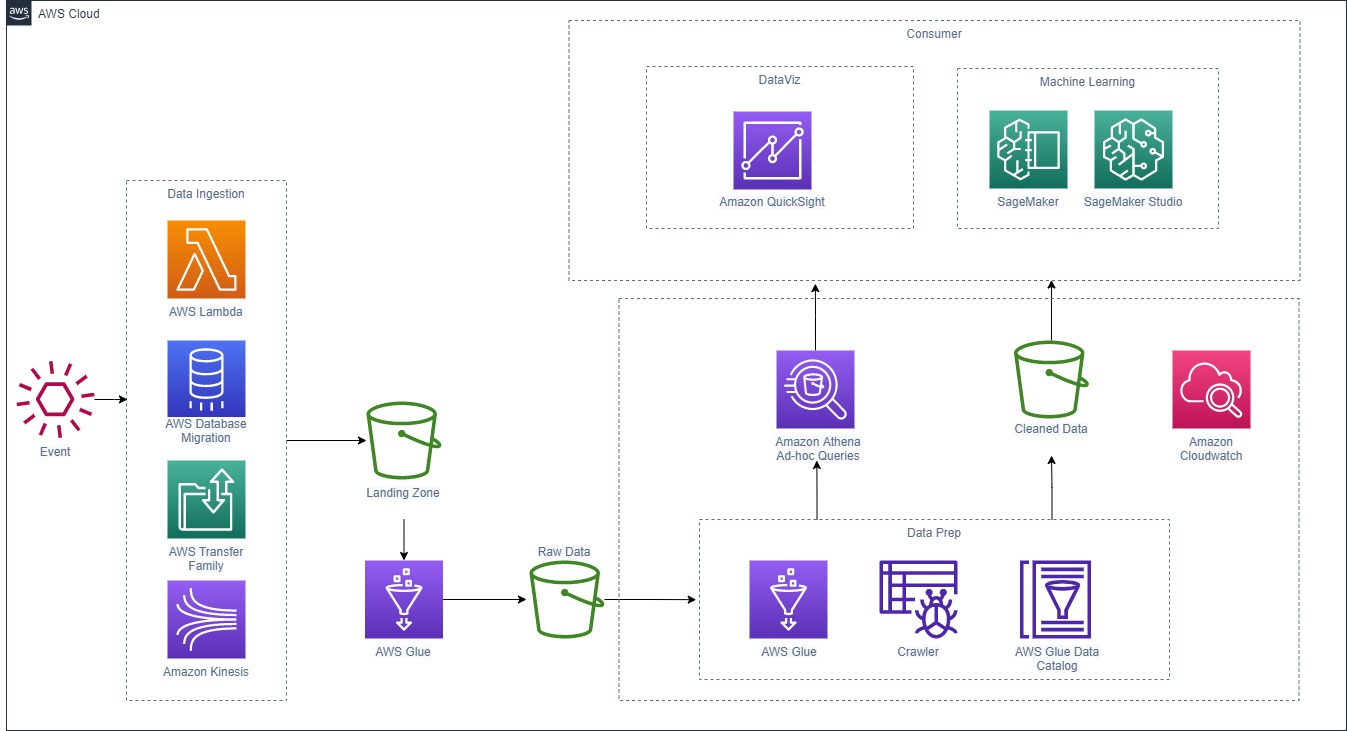 aws
AWS Cloud
Consumer
DataViz
Machine Learning
Amazon QuickSight
SageMaker
SageMaker Studio
Data Ingestion
AWS Lambda
AWS Database
Migration
AWS Transfer
Family
Amazon Kinesis
Event
Landing Zone
AWS Glue
Raw Data
Amazon Athena
Ad-hoc Queries
Cleaned Data
Amazon
Cloudwatch
Data Prep
AWS Glue
Crawler
AWS Glue Data
Catalog